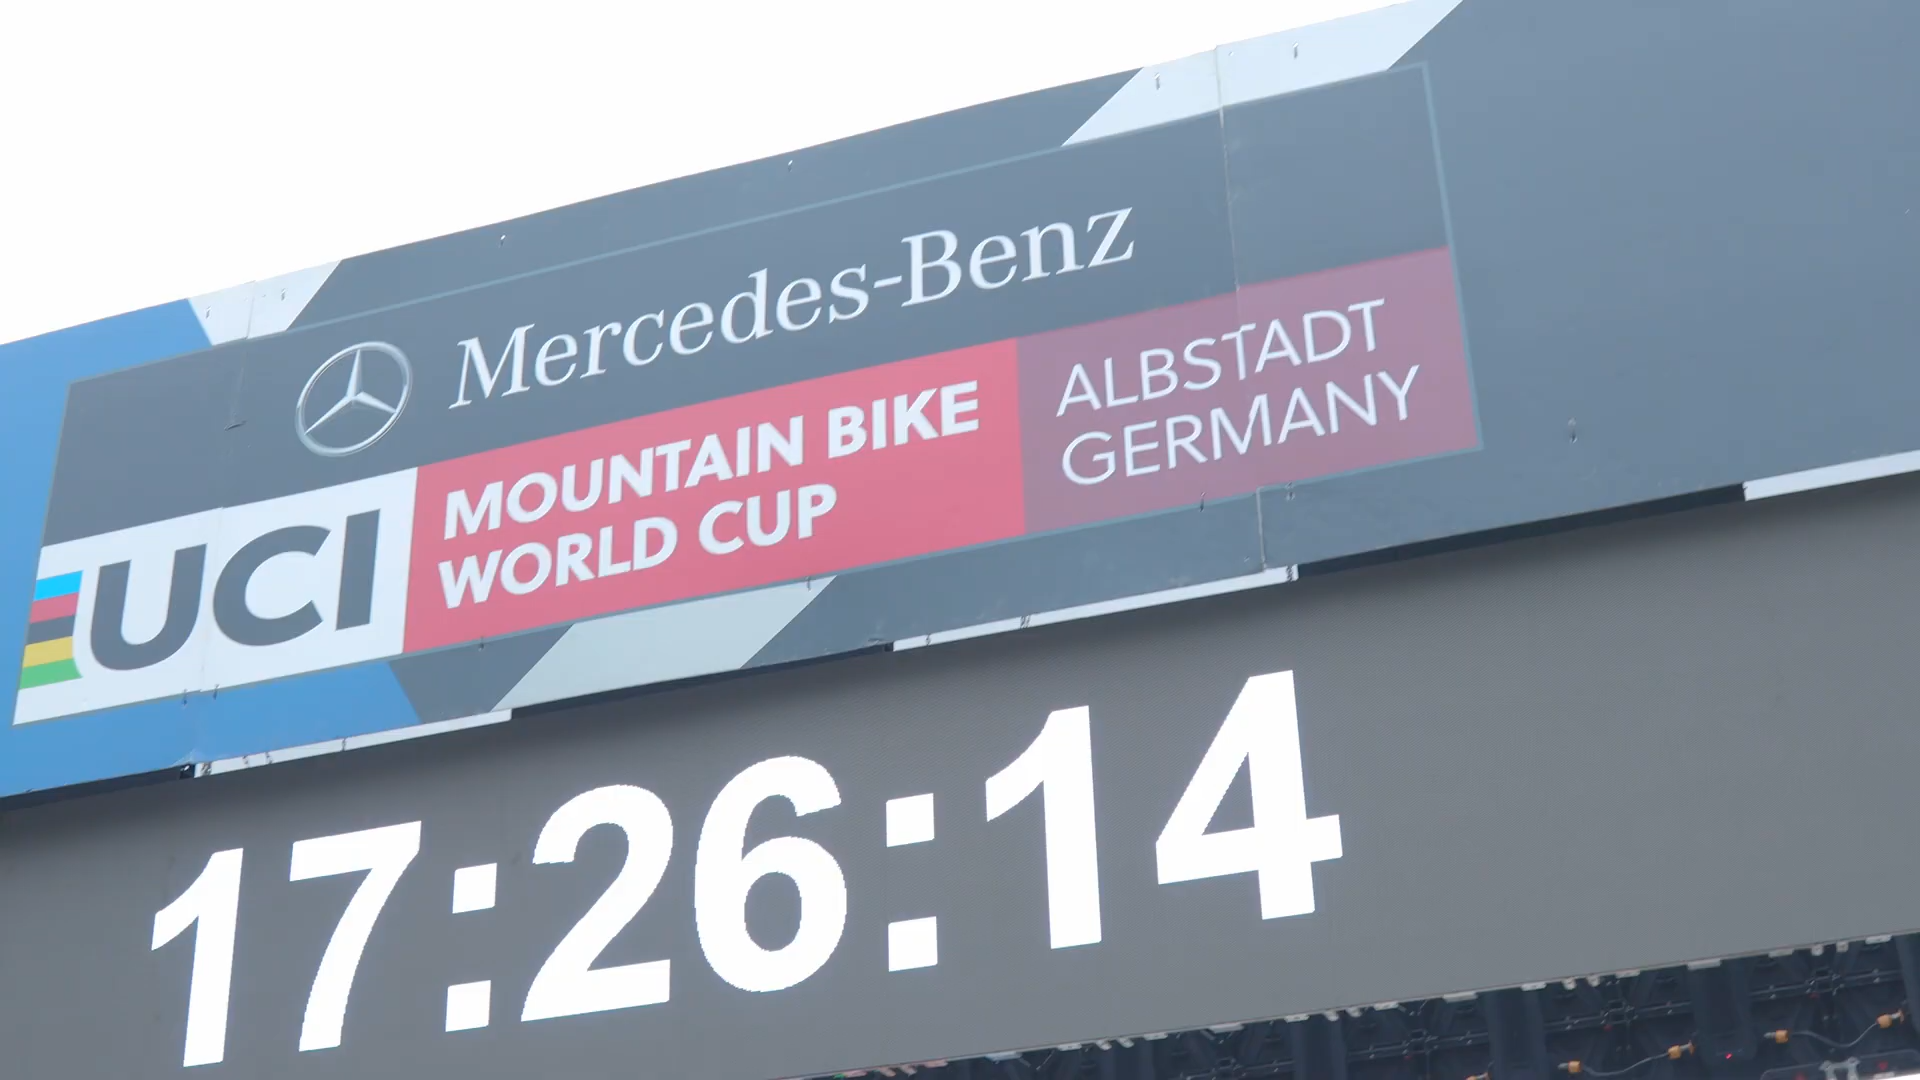 Mercedes-Benz
UCI
MOUNTAIN BIKE
WORLD CUP
ALBSTADT
GERMANY
17:26:14